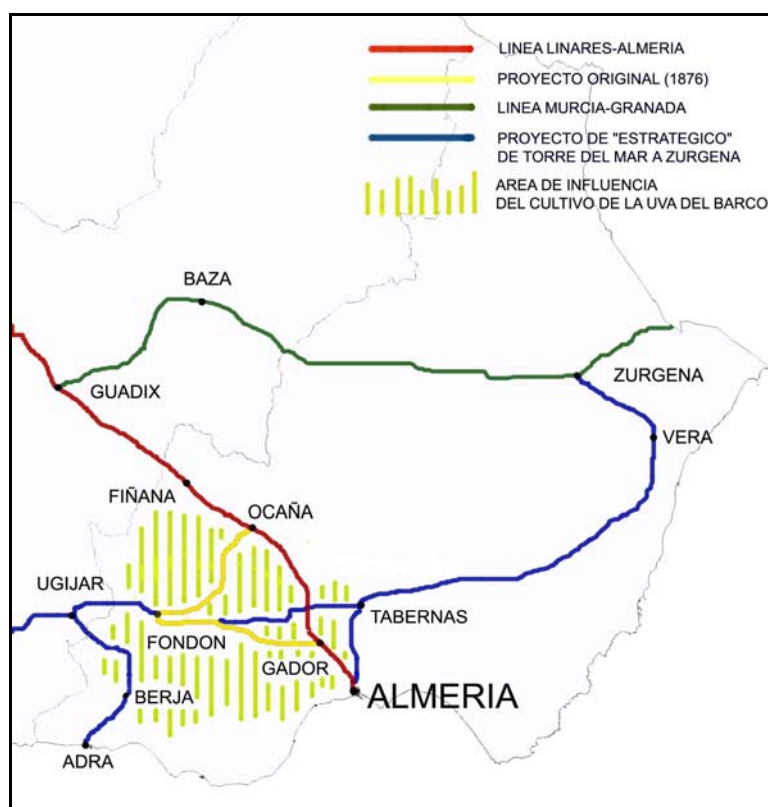 LINEA LINARES-ALMERIA
PROYECTO ORIGINAL (1876)
LINEA MURCIA-GRANADA
PROYECTO DE "ESTRATEGICO"
DE TORRE DEL MAR A ZURGENA
AREA DE INFLUENCIA
DEL CULTIVO DE LA UVA DEL BARCO
BAZA
GUADIX
ZURGENA
VERA
FIÑANA
OCAÑA
UGIJAR
TABERNAS
FONDON
GADOR
BERJA
ALMERIA
ADRA